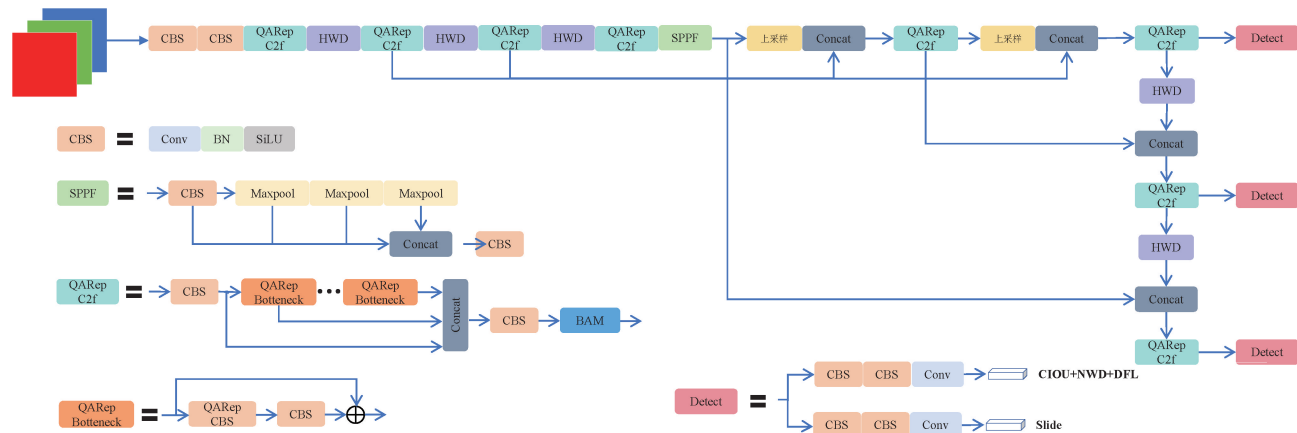 CBS CBS QARep C2f HWD QARep C2f HWD QARep C2f HWD QARep C2f SPPF 上采样 Concat QARep C2f 上采样 Concat QARep C2f Detect
HWD
CBS = Conv BN SiLU
Concat
SPPF = CBS Maxpool Maxpool Maxpool
QARep C2f Detect
Concat CBS
HWD
QARep C2f = CBS QARep Botteneck ••• QARep Botteneck Concat CBS BAM
Concat
QARep C2f Detect
Detect = CBS CBS Conv CIOU+NWD+DFL
CBS CBS Conv Slide
QARep Botteneck = QARep CBS CBS